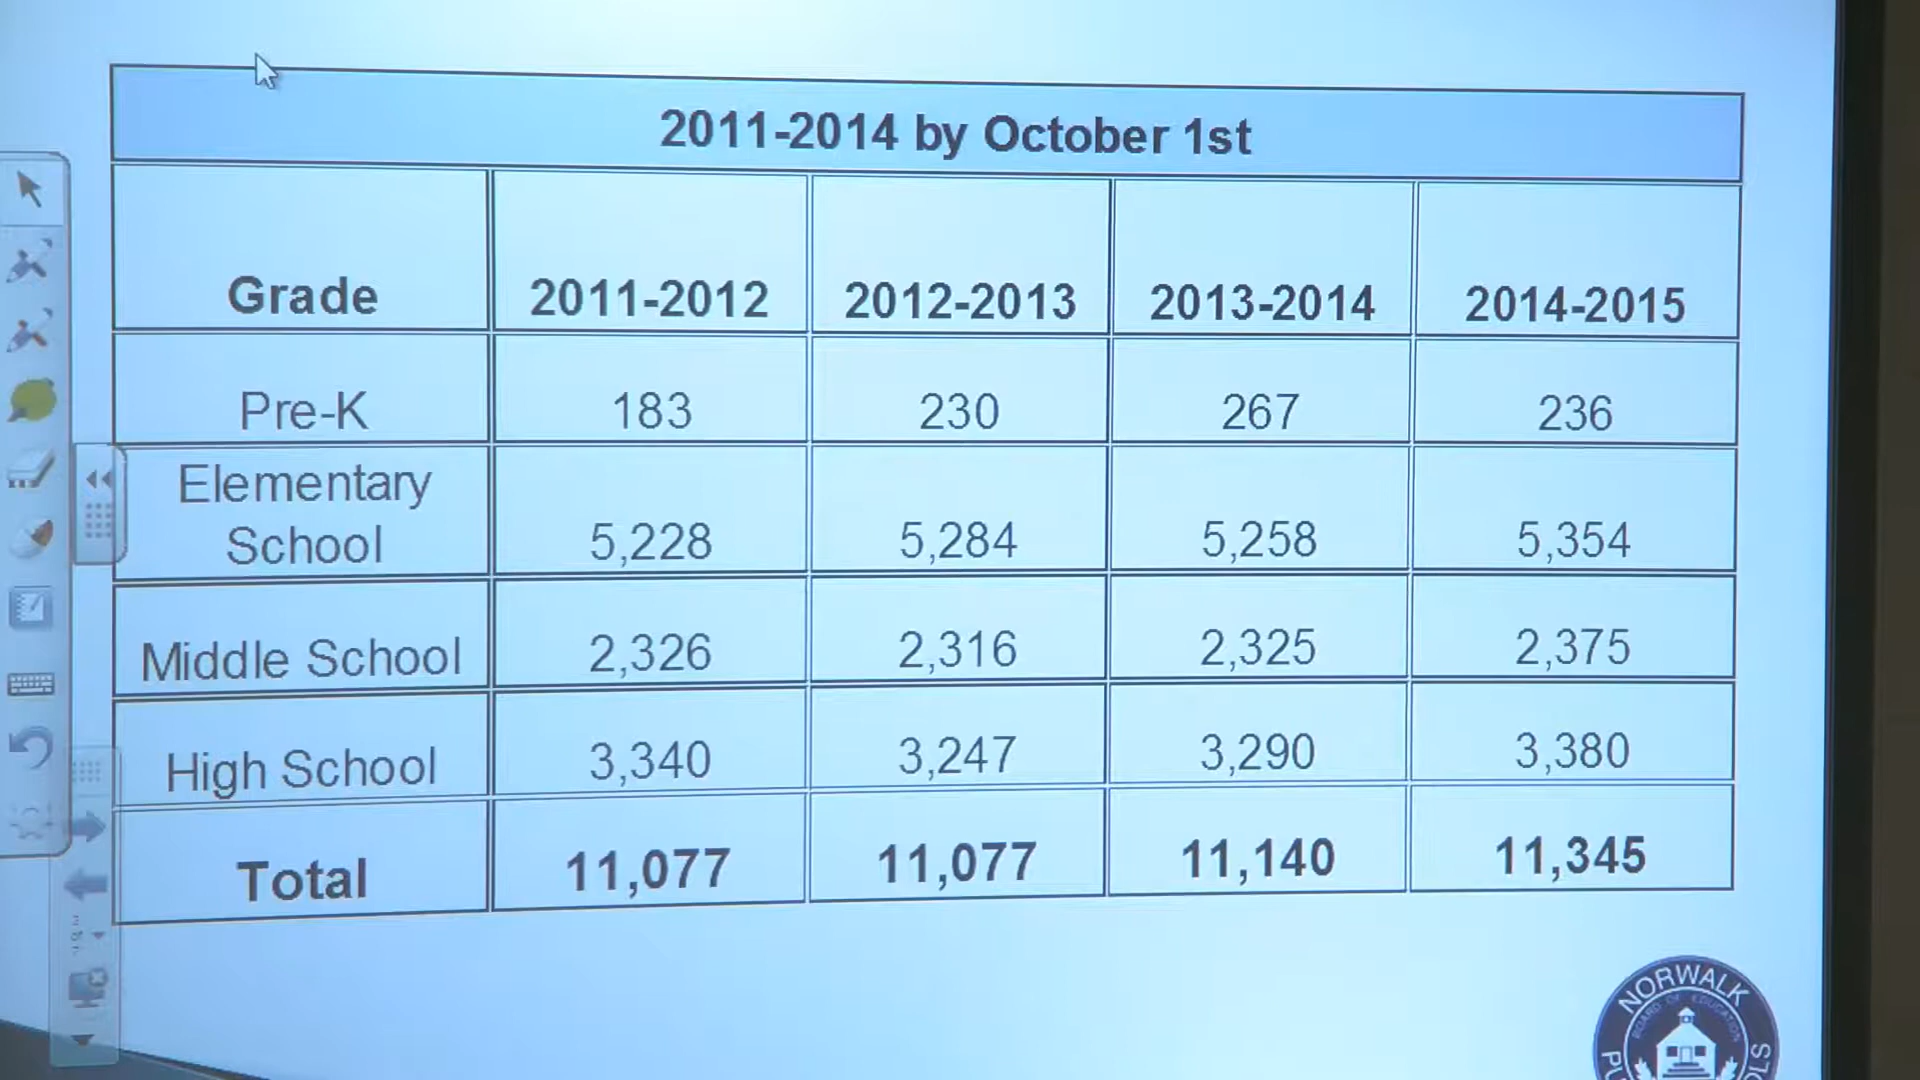 2011-2014 by October 1st
Grade 2011-2012 2012-2013 2013-2014 2014-2015
Pre-K 183 230 267 236
Elementary
School 5,228 5,284 5,258 5,354
Middle School 2,326 2,316 2,325 2,375
High School 3,340 3,247 3,290 3,380
Total 11,077 11,077 11,140 11,345
NORWALK
BOARD OF EDUCATION